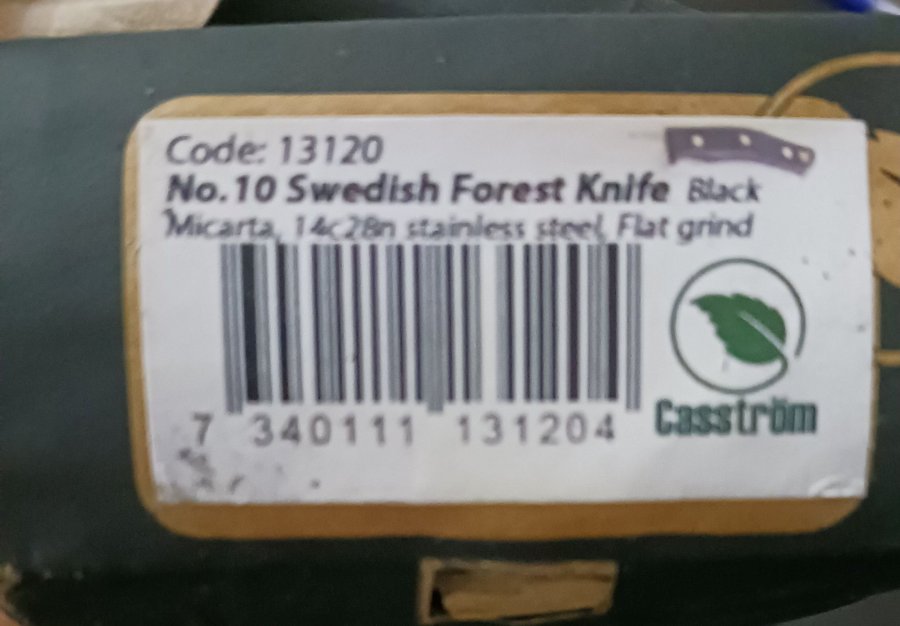 Code: 13120
No.10 Swedish Forest Knife Black
Micarta, 14c28n stainless steel, Flat grind
7 340111 131204
Casström